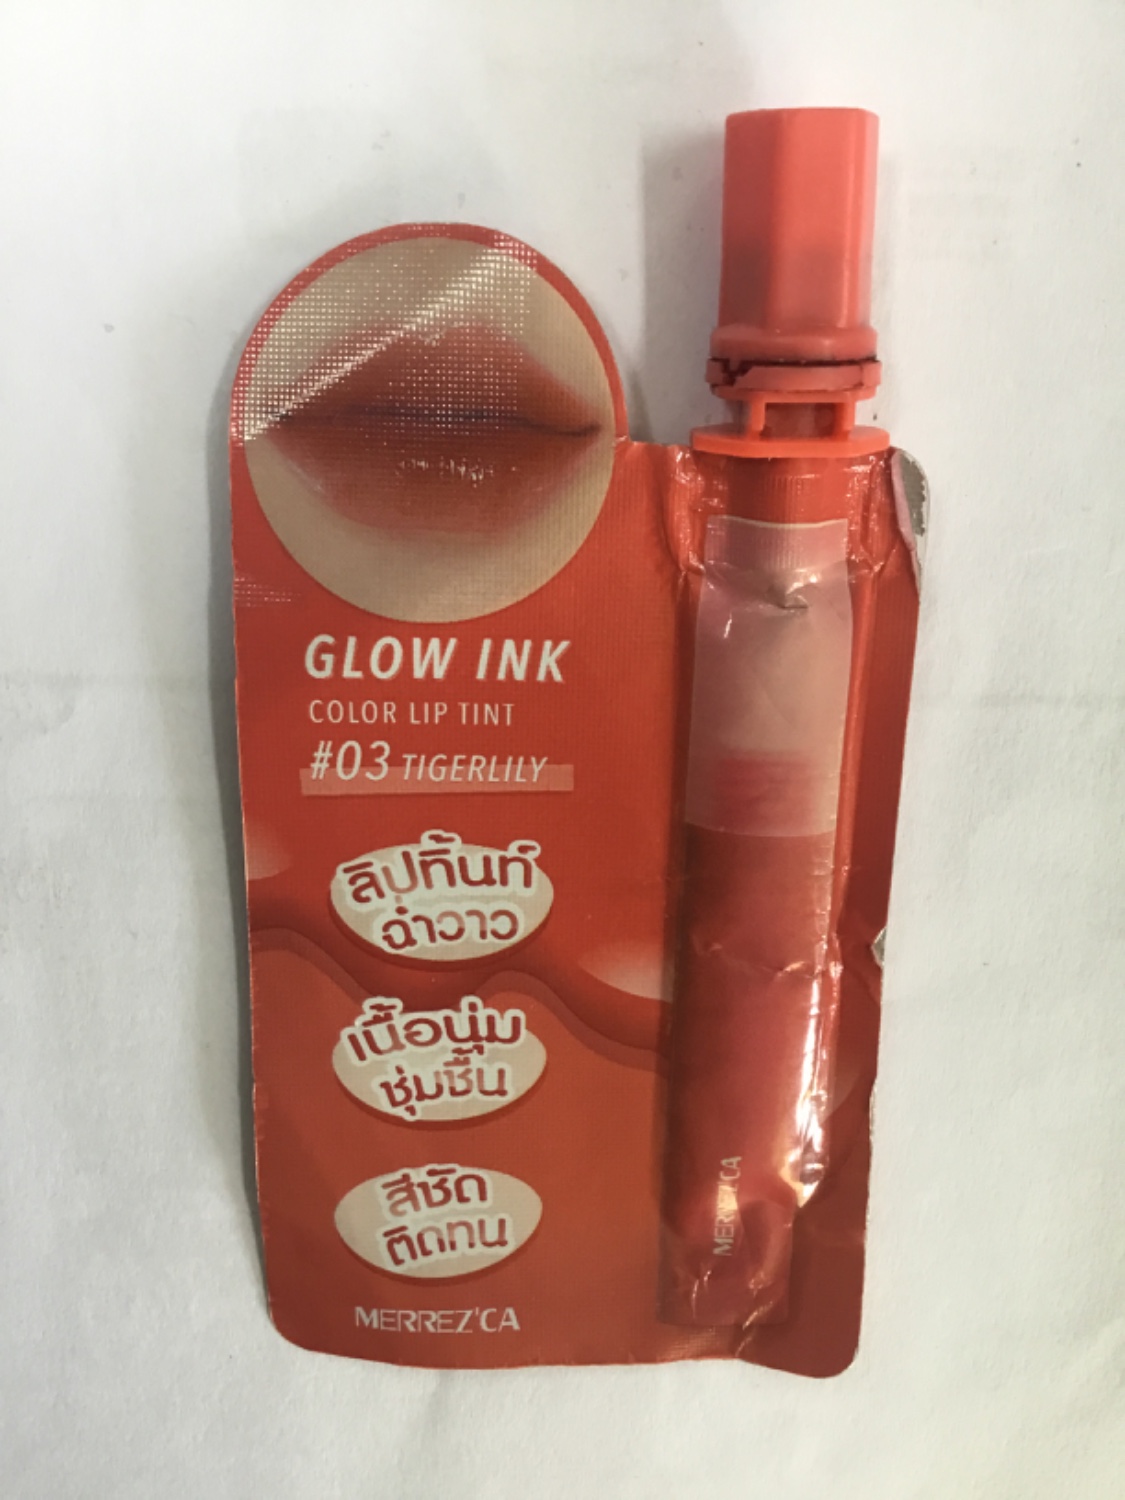 GLOW INK
COLOR LIP TINT
#03 TIGERLILY
ลิปทิ้นท์
ฉ่ำวาว
เนื้อนุ่ม
ชุ่มชื้น
สีชัด
ติดทน
MERREZ'CA
MERREZ'CA